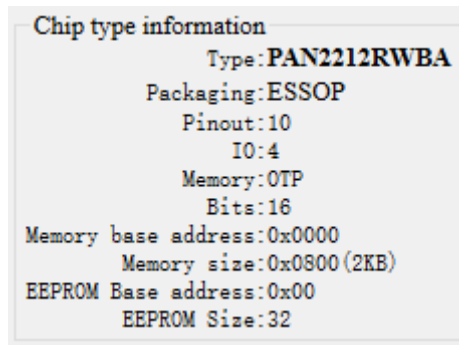 Chip type information
Type:PAN2212RWBA
Packaging:ESSOP
Pinout:10
IO:4
Memory:OTP
Bits:16
Memory base address:0x0000
Memory size:0x0800(2KB)
EEPROM Base address:0x00
EEPROM Size:32